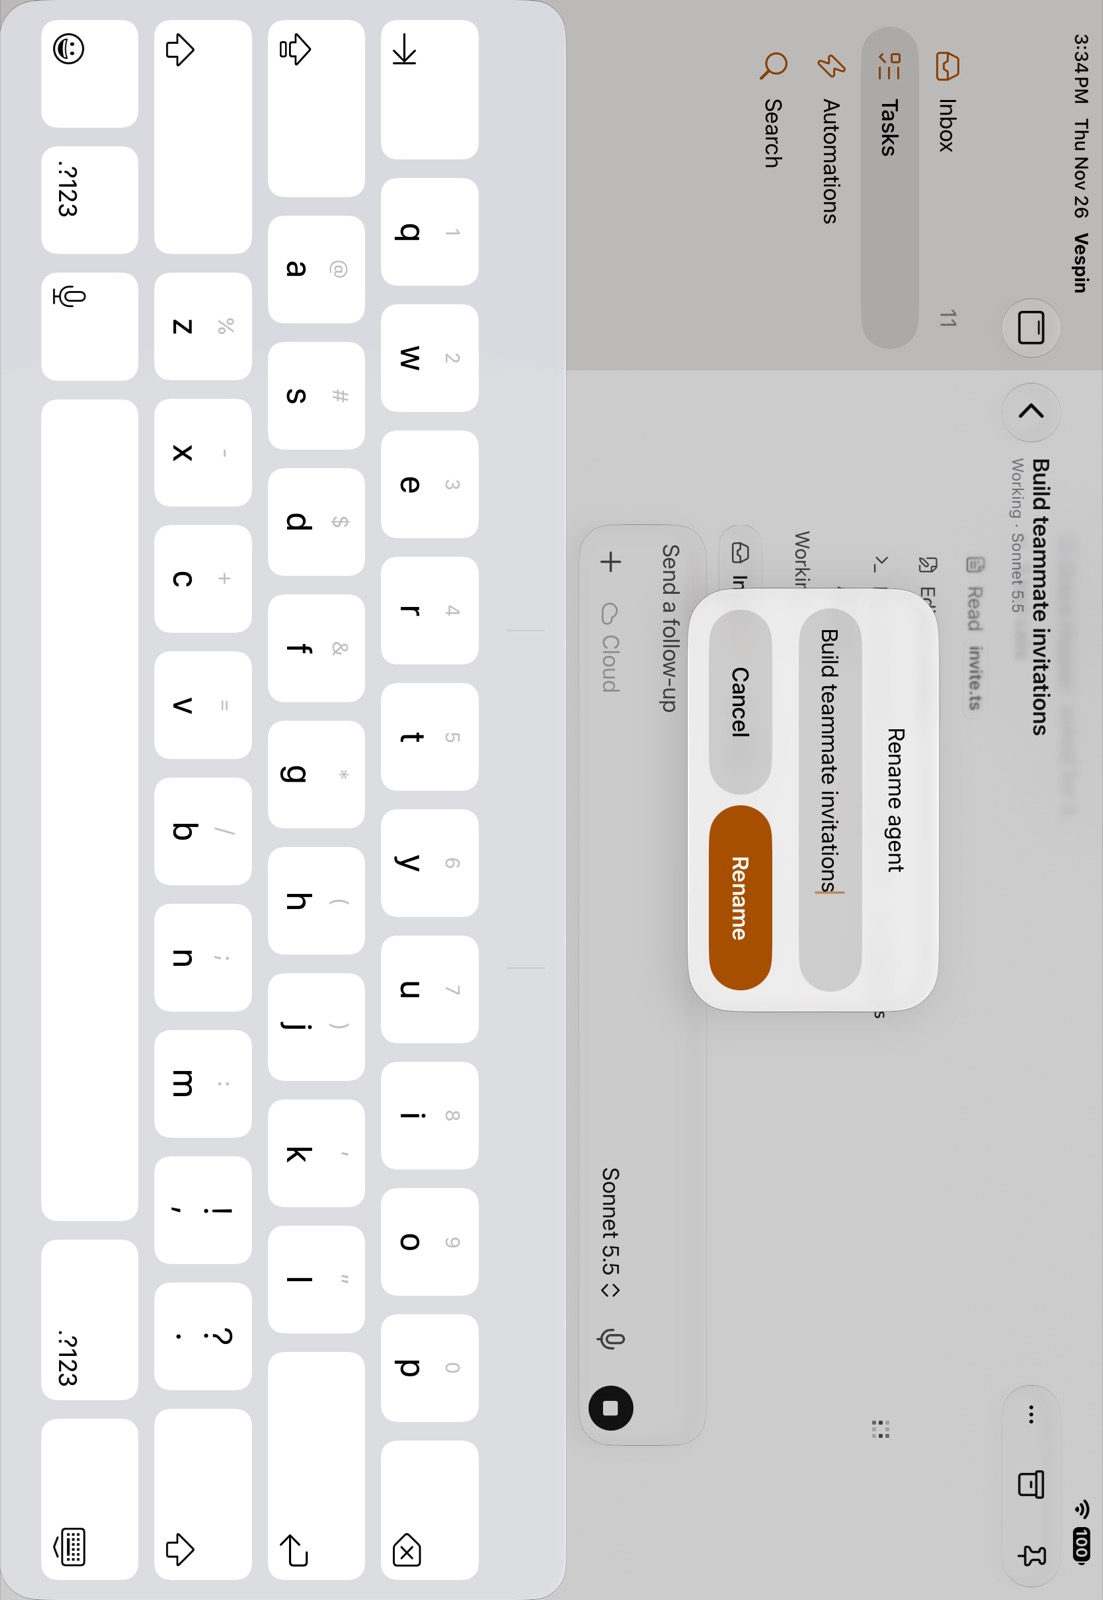 3:34 PM Thu Nov 26 Vespin
100
Build teammate invitations
Working · Sonnet 5.5
Inbox 11
Tasks
Automations
Search
Read invite.ts
Rename agent
Build teammate invitations
Cancel
Rename
Send a follow-up
Cloud
Sonnet 5.5
1 2 3 4 5 6 7 8 9 0
q w e r t y u i o p
@ # $ & * ( ) ' "
a s d f g h j k l
% - + = / ; : ! ?
z x c v b n m , .
.?123
.?123